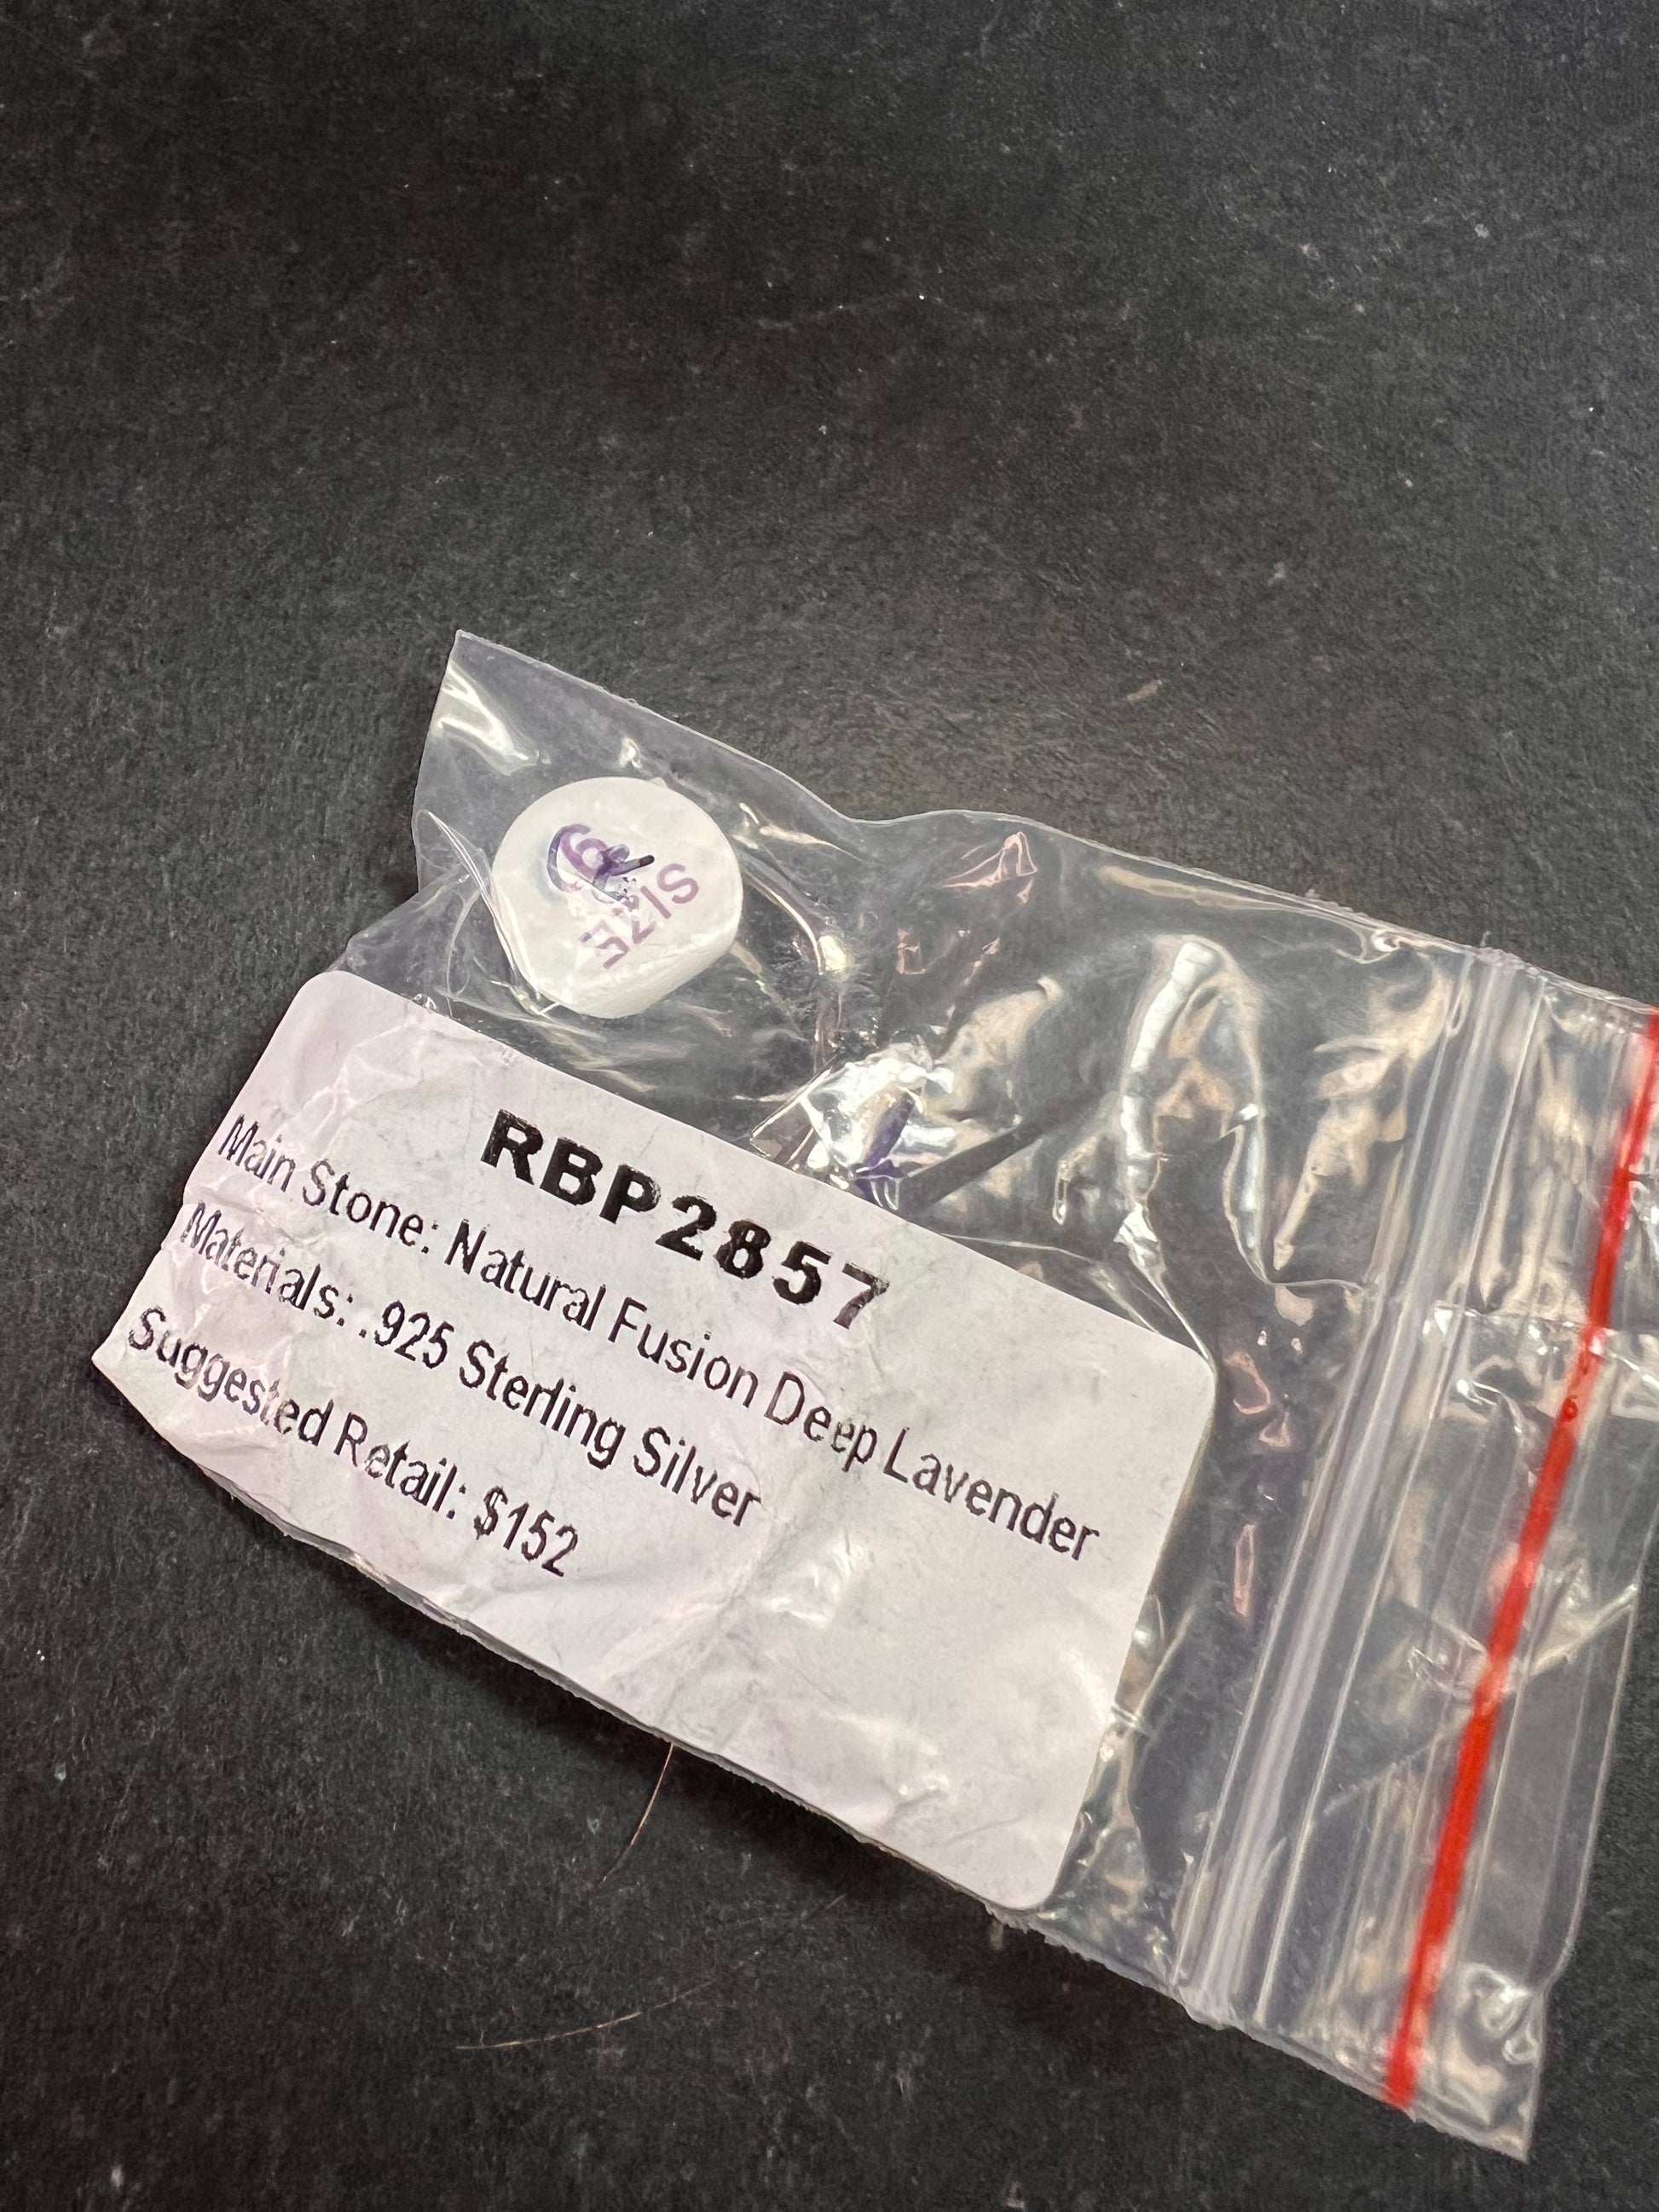 SIZE
RBP2857
Main Stone: Natural Fusion Deep Lavender
Materials: .925 Sterling Silver
Suggested Retail: $152